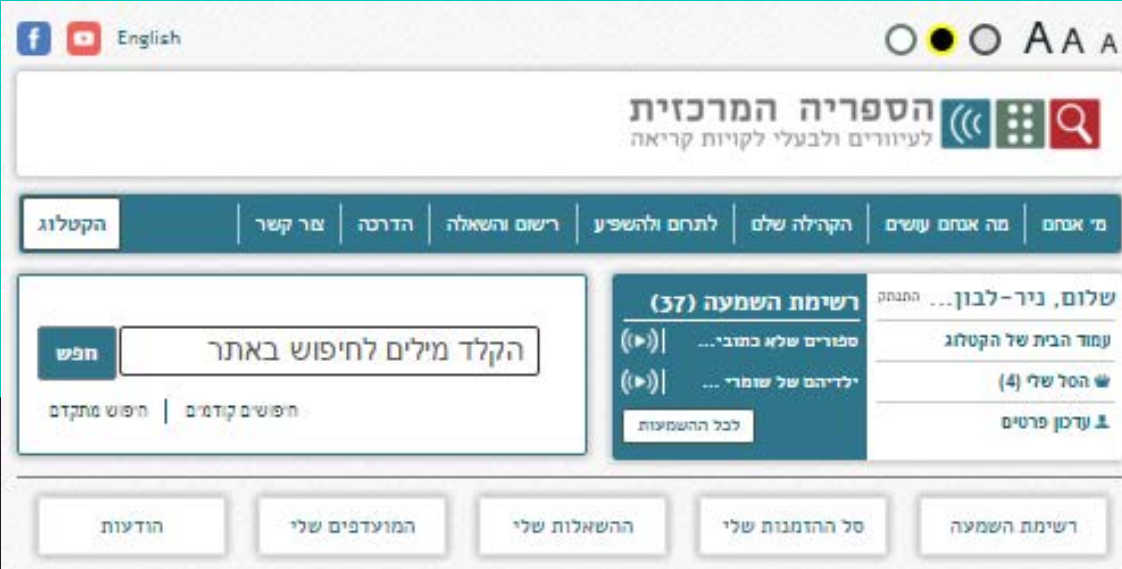 English A A A
הספריה המרכזית
לעיוורים ולבעלי לקויות קריאה
מי אנחנו | מה אנחנו עושים | הקהילה שלנו | לתרום ולהשפיע | רישום והשאלה | הדרכה | צור קשר הקטלוג
שלום, ניר-לבון... התנתק
עמוד הבית של הקטלוג
הסל שלי (4)
עדכון פרטים
רשימת השמעה (37)
ספורים שלא כתובי...
ילדיהם של שומרי ...
לכל ההשמעות
הקלד מילים לחיפוש באתר חפש
חיפושים קודמים | חיפוש מתקדם
רשימת השמעה סל ההזמנות שלי ההשאלות שלי המועדפים שלי הודעות